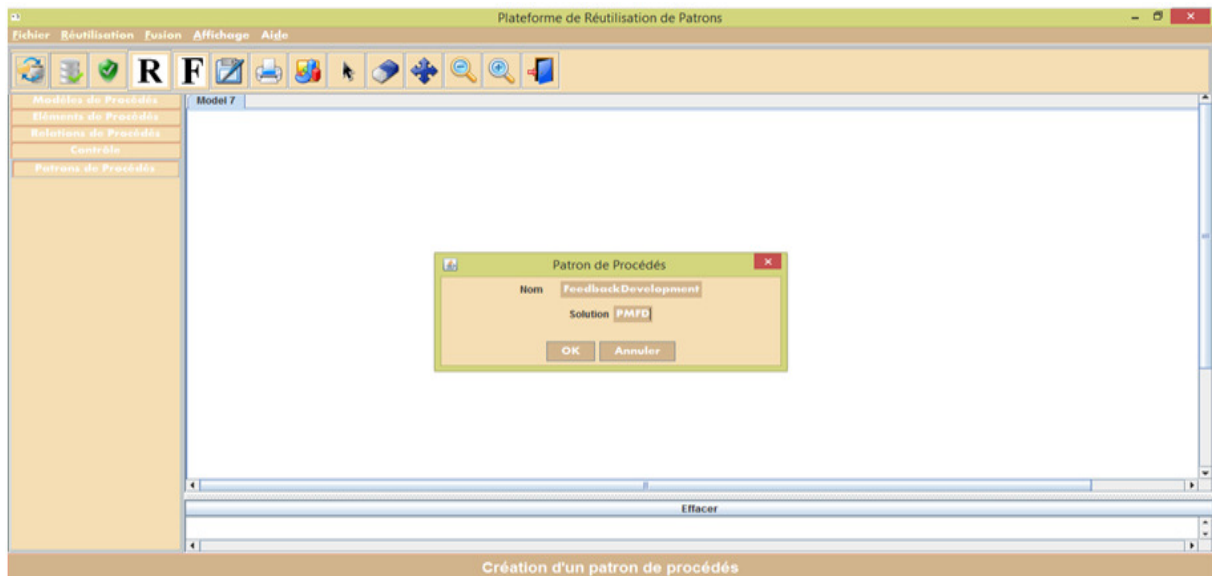 Plateforme de Réutilisation de Patrons
Fichier Réutilisation Fusion Affichage Aide
R F
Modèles de Procédés
Eléments de Procédés
Relations de Procédés
Contrôle
Patrons de Procédés
Model 7
Patron de Procédés
Nom FeedbackDevelopment
Solution PMFD
OK Annuler
Effacer
Création d'un patron de procédés